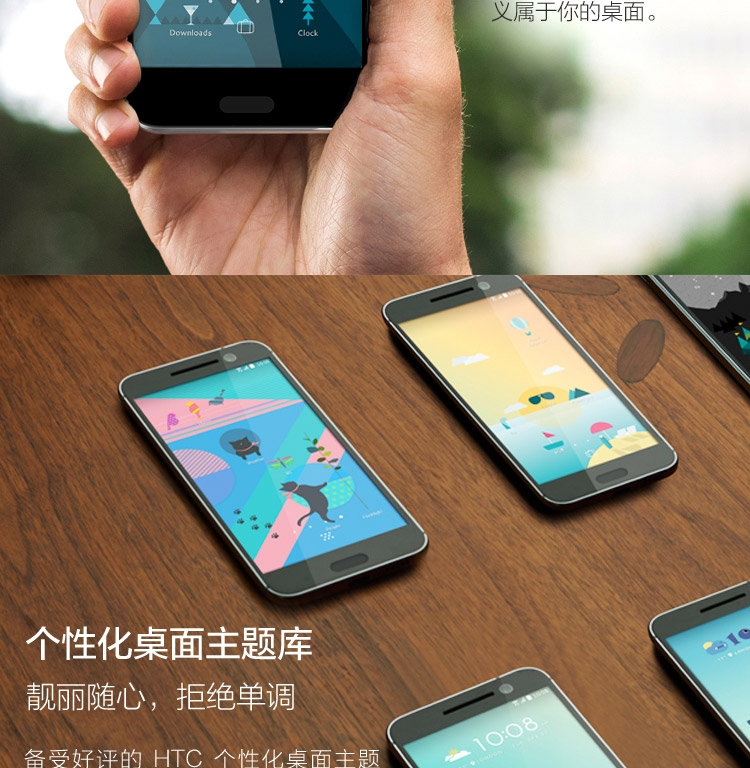 义属于你的桌面。
Downloads
Clock
个性化桌面主题库
靓丽随心，拒绝单调
10:08
备受好评的 HTC 个性化桌面主题